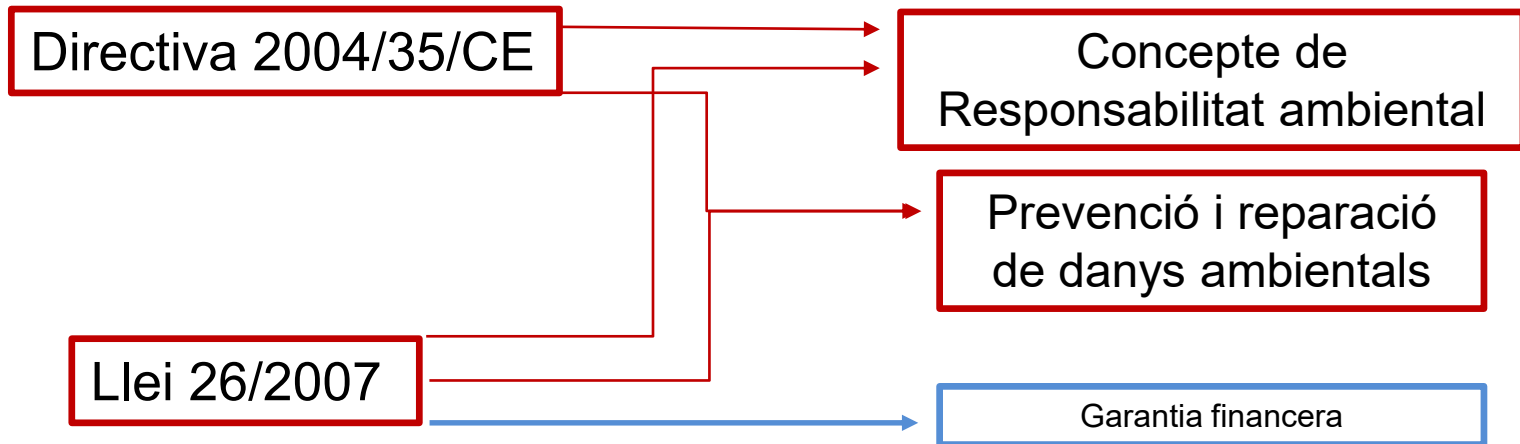 Directiva 2004/35/CE
Concepte de
Responsabilitat ambiental
Prevenció i reparació
de danys ambientals
Llei 26/2007
Garantia financera